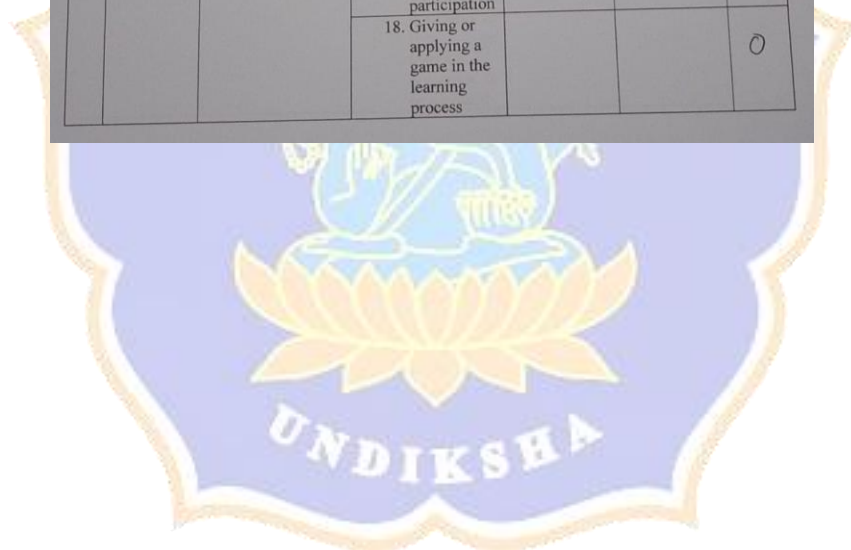 participation
18. Giving or
applying a
game in the
learning
process
0
UNDIKSHA